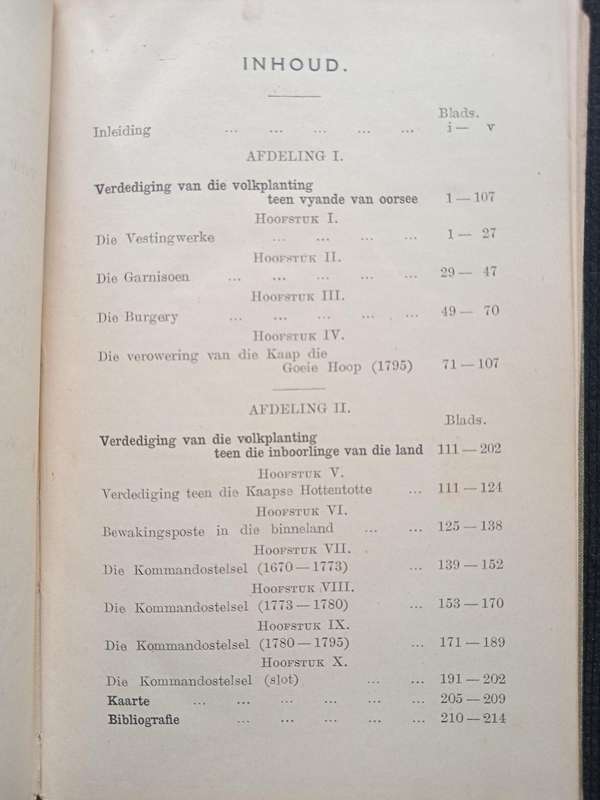 INHOUD.
Blads.
Inleiding ... ... ... ... ... i — v
AFDELING I.
Verdediging van die volkplanting
teen vyande van oorsee 1 — 107
HOOFSTUK I.
Die Vestingwerke ... ... ... ... 1 — 27
HOOFSTUK II.
Die Garnisoen ... ... ... ... ... 29 — 47
HOOFSTUK III.
Die Burgery ... ... ... ... ... 49 — 70
HOOFSTUK IV.
Die verowering van die Kaap die
Goeie Hoop (1795) 71 — 107
AFDELING II.
Blads.
Verdediging van die volkplanting
teen die inboorlinge van die land 111 — 202
HOOFSTUK V.
Verdediging teen die Kaapse Hottentotte ... 111 — 124
HOOFSTUK VI.
Bewakingsposte in die binneland ... ... 125 — 138
HOOFSTUK VII.
Die Kommandostelsel (1670 — 1773) ... 139 — 152
HOOFSTUK VIII.
Die Kommandostelsel (1773 — 1780) ... 153 — 170
HOOFSTUK IX.
Die Kommandostelsel (1780 — 1795) ... 171 — 189
HOOFSTUK X.
Die Kommandostelsel (slot) ... ... 191 — 202
Kaarte ... ... ... ... ... ... 205 — 209
Bibliografie ... ... ... ... ... 210 — 214